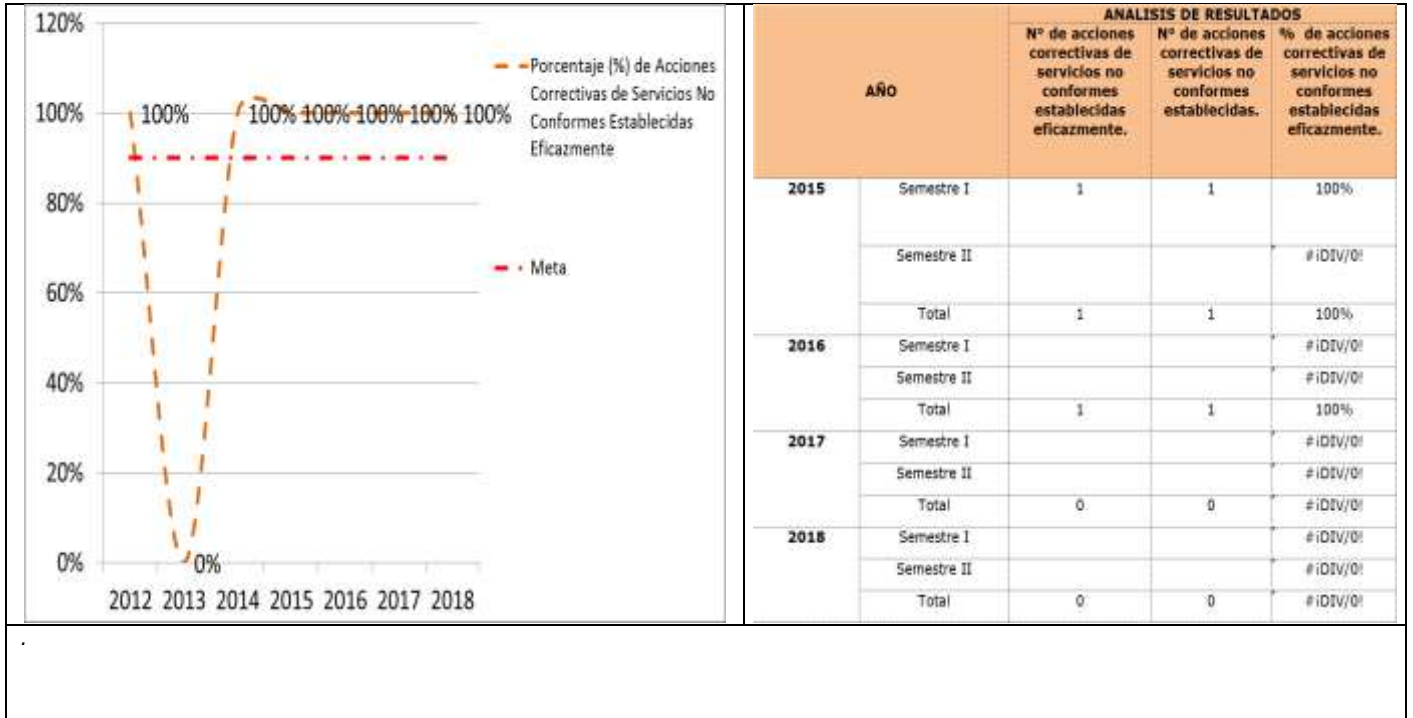 120%
100%
80%
60%
40%
20%
0%
100%
0%
100% 100% 100% 100% 100%
2012 2013 2014 2015 2016 2017 2018
Porcentaje (%) de Acciones
Correctivas de Servicios No
Conformes Establecidas
Eficazmente
Meta
ANALISIS DE RESULTADOS
AÑO
Nº de acciones
correctivas de
servicios no
conformes
establecidas
eficazmente.
Nº de acciones
correctivas de
servicios no
conformes
establecidas.
% de acciones
correctivas de
servicios no
conformes
establecidas
eficazmente.
2015 Semestre I 1 1 100%
Semestre II #¡DIV/0!
Total 1 1 100%
2016 Semestre I #¡DIV/0!
Semestre II #¡DIV/0!
Total 1 1 100%
2017 Semestre I #¡DIV/0!
Semestre II #¡DIV/0!
Total 0 0 #¡DIV/0!
2018 Semestre I #¡DIV/0!
Semestre II #¡DIV/0!
Total 0 0 #¡DIV/0!
.